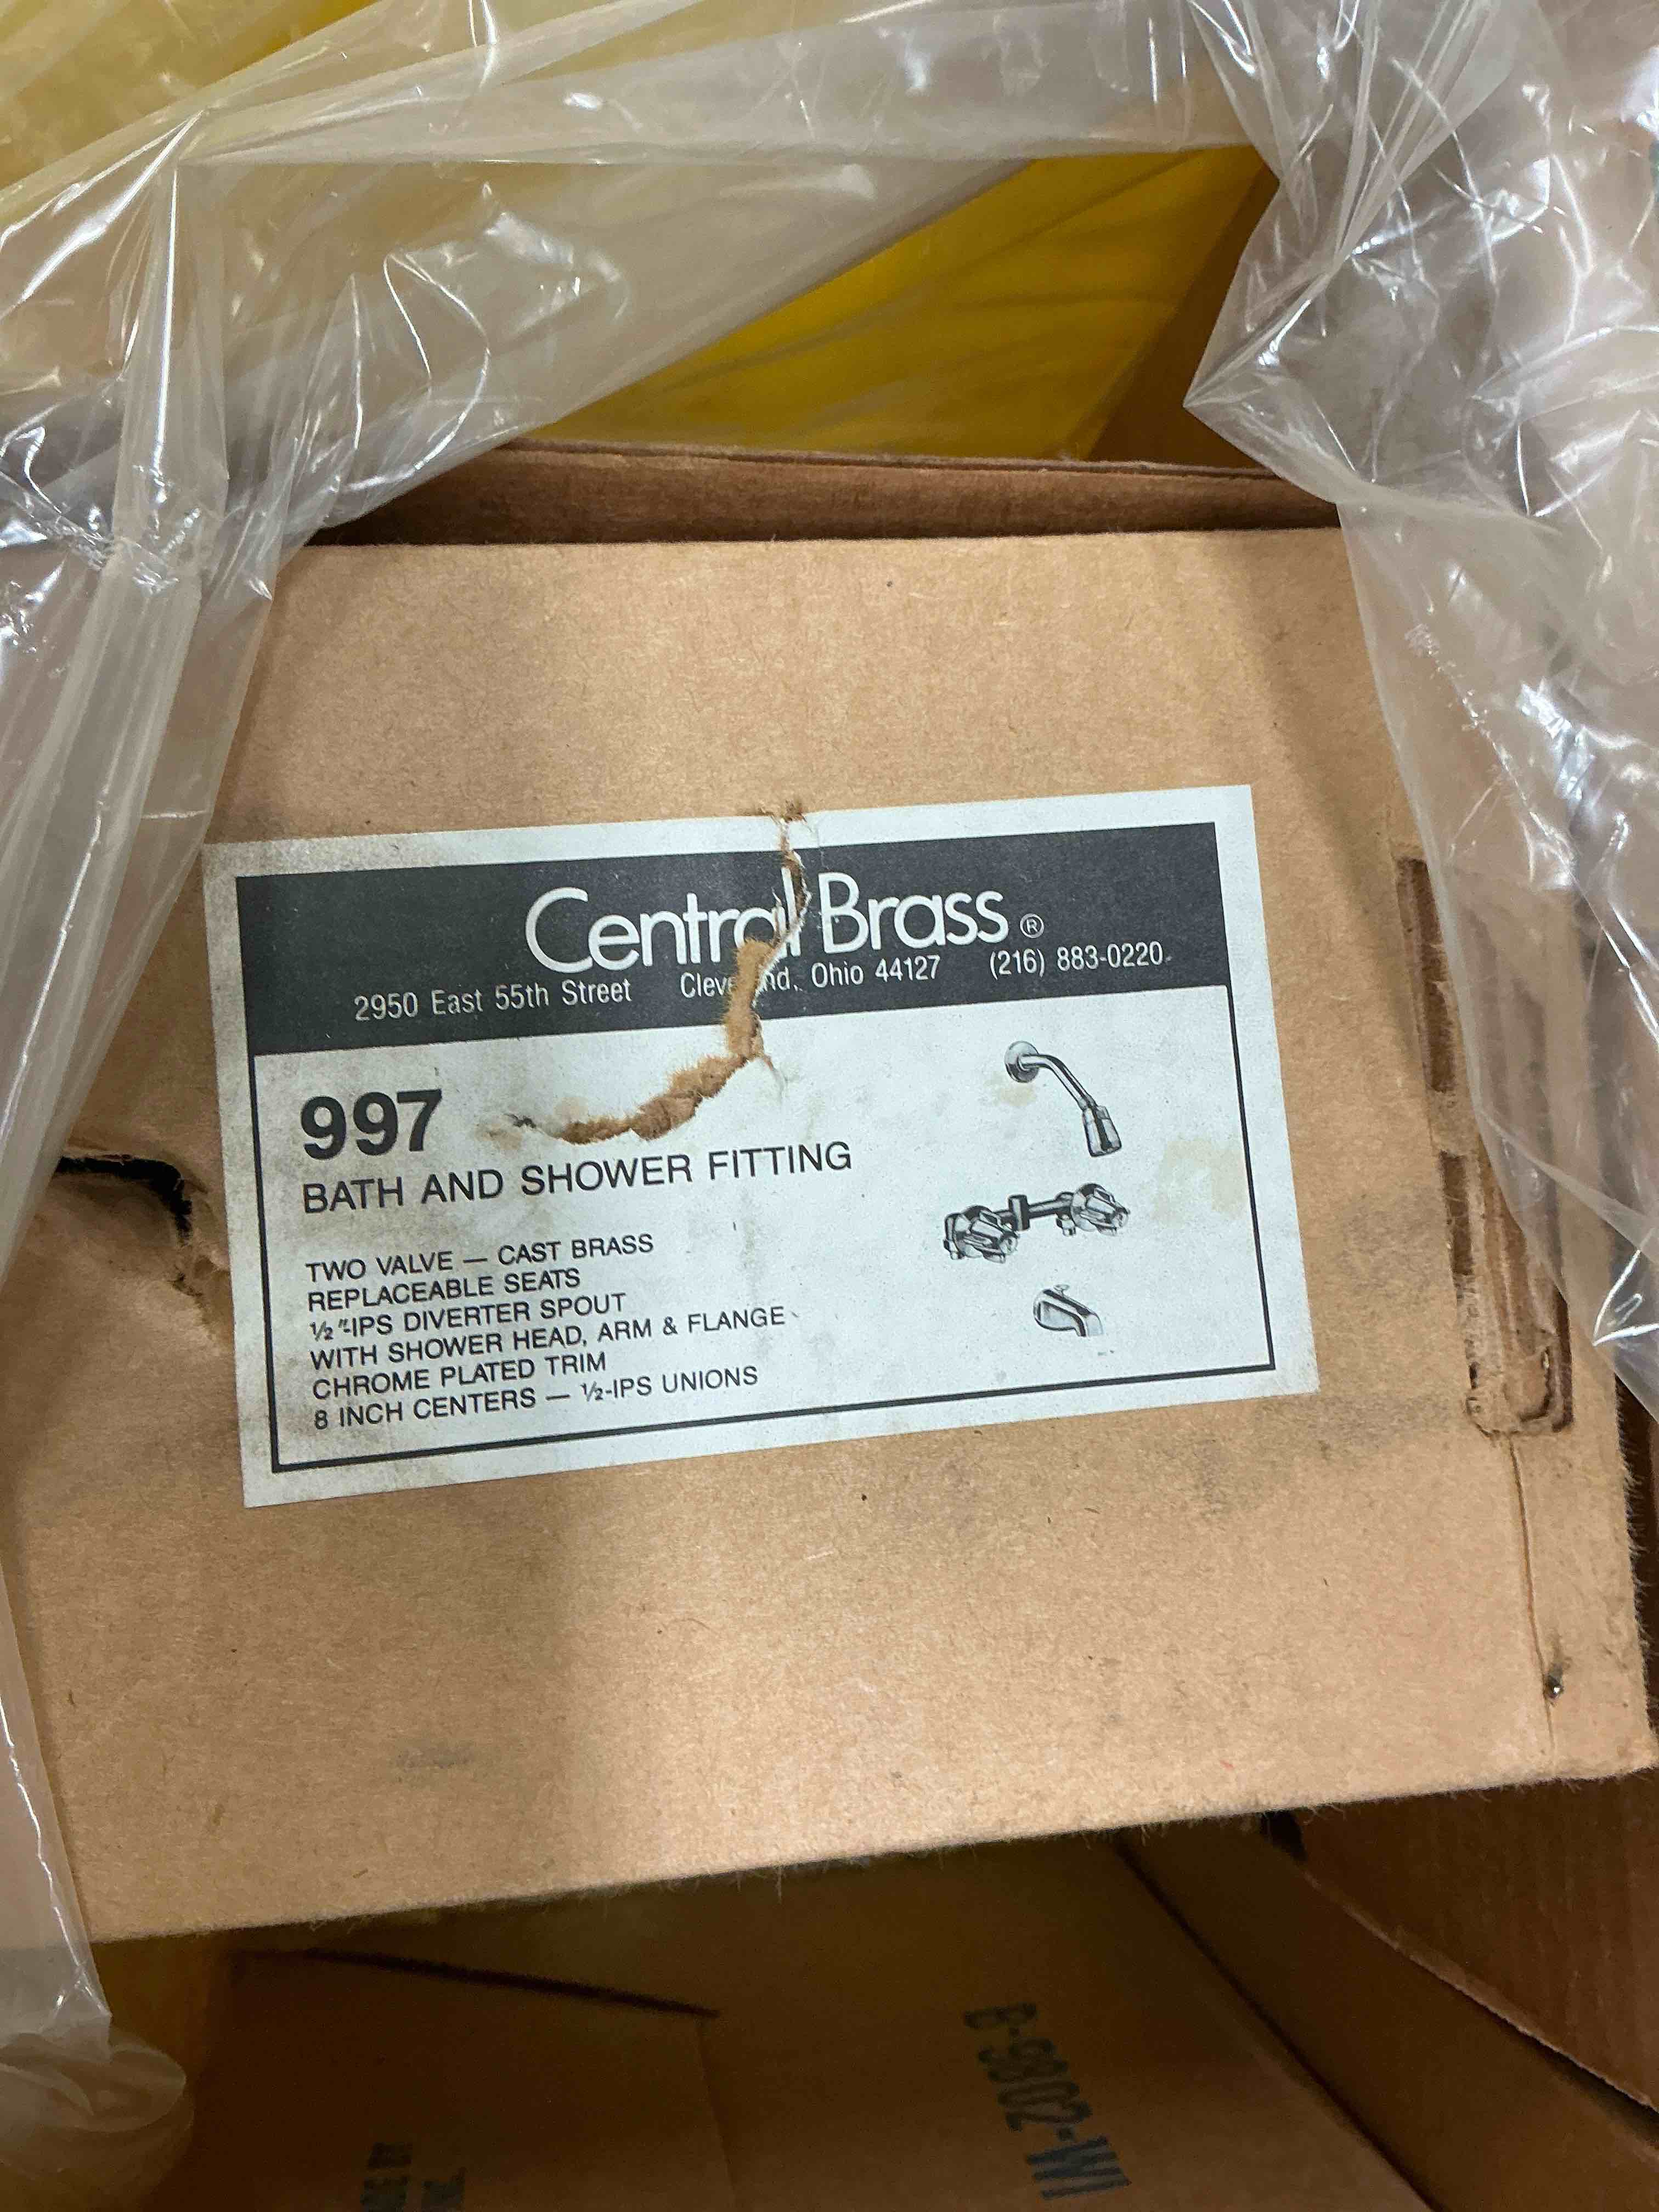 Central Brass ®
2950 East 55th Street Cleveland, Ohio 44127 (216) 883-0220
997
BATH AND SHOWER FITTING
TWO VALVE — CAST BRASS
REPLACEABLE SEATS
½"-IPS DIVERTER SPOUT
WITH SHOWER HEAD, ARM & FLANGE
CHROME PLATED TRIM
8 INCH CENTERS — ½-IPS UNIONS